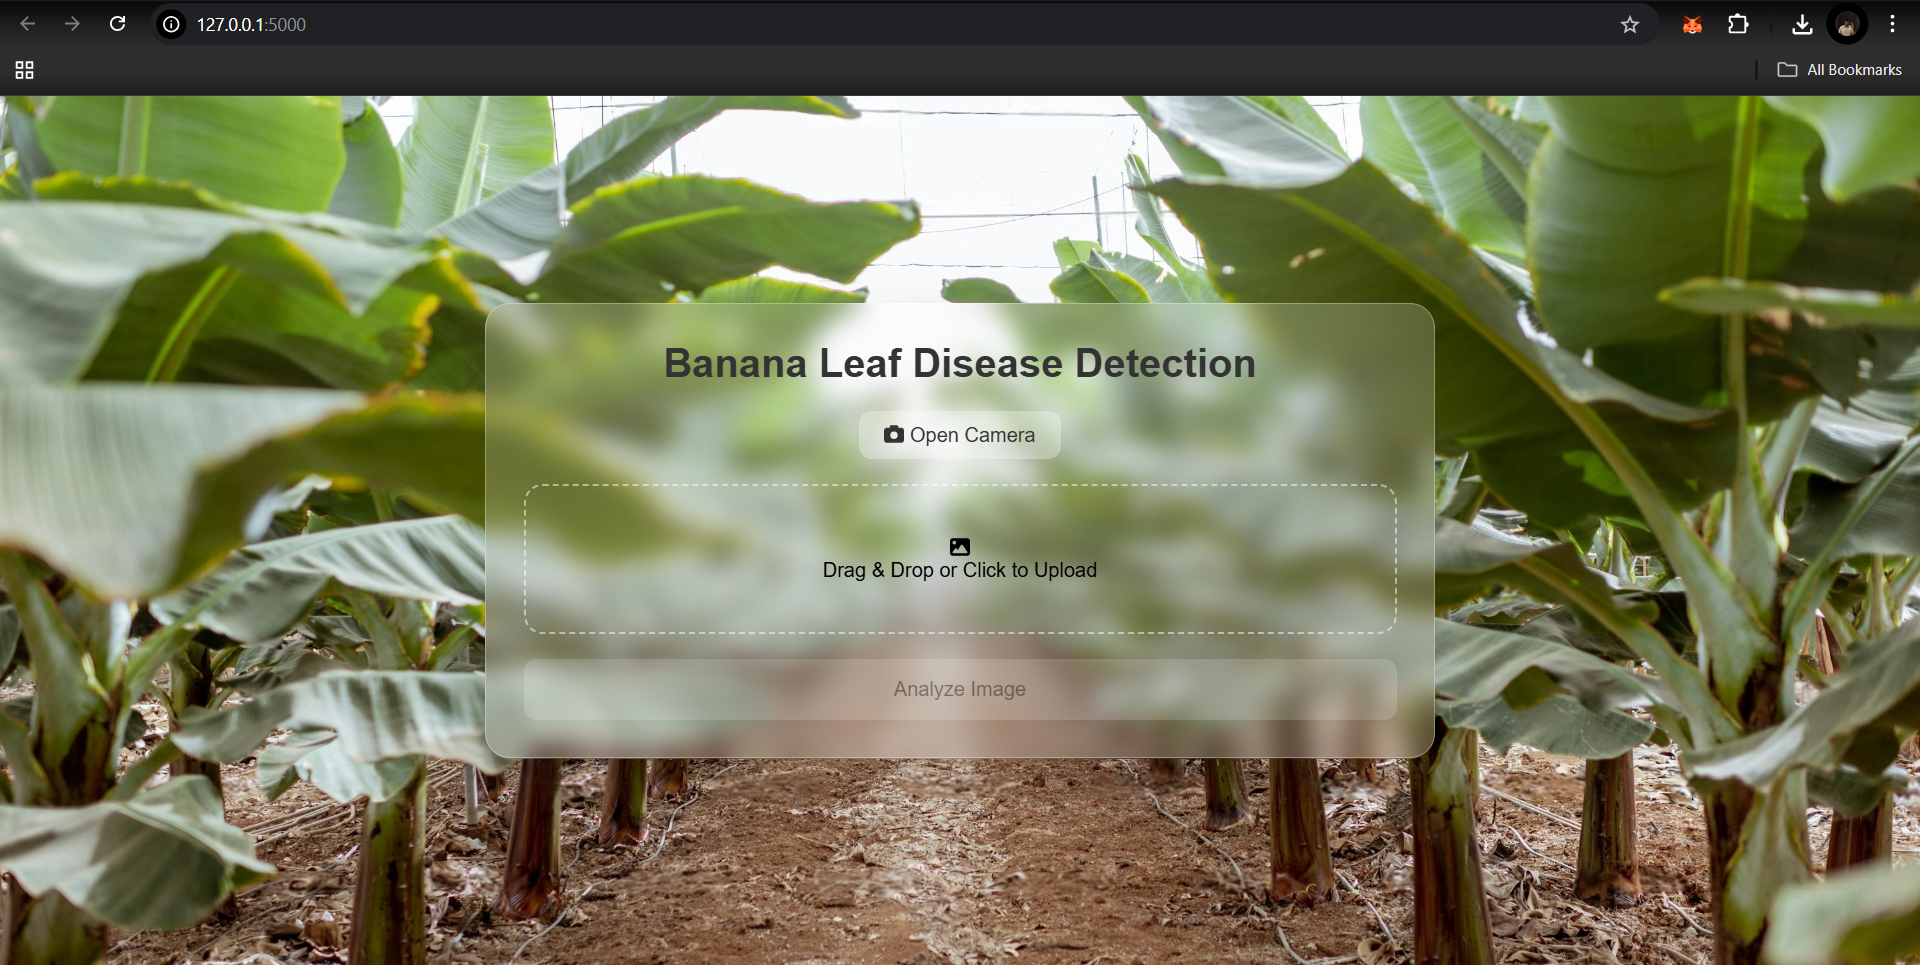 127.0.0.1:5000
All Bookmarks
Banana Leaf Disease Detection
Open Camera
Drag & Drop or Click to Upload
Analyze Image